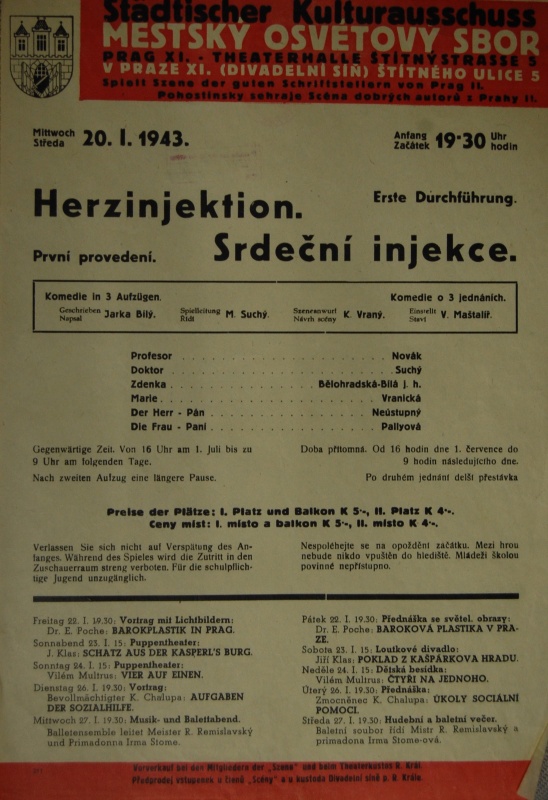 Städtischer Kulturausschuss
MĚSTSKÝ OSVĚTOVÝ SBOR
PRAG XI. - THEATERHALLE ŠTÍTNÝSTRASSE 5
V PRAZE XI. (DIVADELNÍ SÍŇ) ŠTÍTNÉHO ULICE 5
Spielt Szene der guten Schriftstellern von Prag II.
Pohostinsky sehraje Scéna dobrých autorů z Prahy II.
Mittwoch
Středa 20. I. 1943.
Anfang
Začátek 19·30 Uhr
hodin
Herzinjektion. Erste Durchführung.
První provedení. Srdeční injekce.
Komedie in 3 Aufzügen. Komedie o 3 jednáních.
Geschrieben
Napsal Jarka Bílý.
Spielleitung
Řídí M. Suchý.
Szenenanwurf
Návrh scény K. Vraný.
Einstellt
Staví V. Maštalíř.
Profesor . . . . . . . . . . Novák
Doktor . . . . . . . . . . Suchý
Zdenka . . . . . . . . . . Bělohradská-Bílá j. h.
Marie . . . . . . . . . . Vranická
Der Herr - Pán . . . . . . . . . . Neústupný
Die Frau - Paní . . . . . . . . . . Pallyová
Gegenwärtige Zeit. Von 16 Uhr am 1. Juli bis zu
9 Uhr am folgenden Tage.
Nach zweiten Aufzug eine längere Pause.
Doba přítomná. Od 16 hodin dne 1. července do
9 hodin následujícího dne.
Po druhém jednání delší přestávka
Preise der Plätze: I. Platz und Balkon K 5·-, II. Platz K 4·-.
Ceny míst: I. místo a balkon K 5·-, II. místo K 4·-.
Verlassen Sie sich nicht auf Verspätung des An-
fanges. Während des Spieles wird die Zutritt in den
Zuschauerraum streng verboten. Für die schulpflich-
tige Jugend unzugänglich.
Nespoléhejte se na opoždění začátku. Mezi hrou
nebude nikdo vpuštěn do hlediště. Mládeži školou
povinné nepřístupno.
Freitag 22. I. 19.30: Vortrag mit Lichtbildern:
Dr. E. Poche: BAROKPLASTIK IN PRAG.
Sonnabend 23. I. 15: Puppentheater:
J. Klas: SCHATZ AUS DER KASPERL'S BURG.
Sonntag 24. I. 15: Puppentheater:
Vilém Multrus: VIER AUF EINEN.
Dienstag 26. I. 19.30: Vortrag:
Bevollmächtigter K. Chalupa: AUFGABEN
DER SOZIALHILFE.
Mittwoch 27. I. 19.30: Musik- und Balettabend.
Balletensemble leitet Meister R. Remislavský
und Primadonna Irma Stome.
Pátek 22. I. 19.30: Přednáška se světel. obrazy:
Dr. E. Poche: BAROKOVÁ PLASTIKA V PRA-
ZE.
Sobota 23. I. 15: Loutkové divadlo:
Jiří Klas: POKLAD Z KAŠPÁRKOVA HRADU.
Neděle 24. I. 15: Dětská besídka:
Vilém Multrus: ČTYŘI NA JEDNOHO.
Úterý 26. I. 19.30: Přednáška:
Zmocněnec K. Chalupa: ÚKOLY SOCIÁLNÍ
POMOCI.
Středa 27. I. 19.30: Hudební a baletní večer.
Baletní soubor řídí Mistr R. Remislavský a
primadona Irma Stome-ová.
Vorverkauf bei den Mitgliedern der „Szene" und beim Theaterkustos R. Král.
Předprodej vstupenek u členů „Scény" a u kustoda Divadelní síně p. R. Krále.